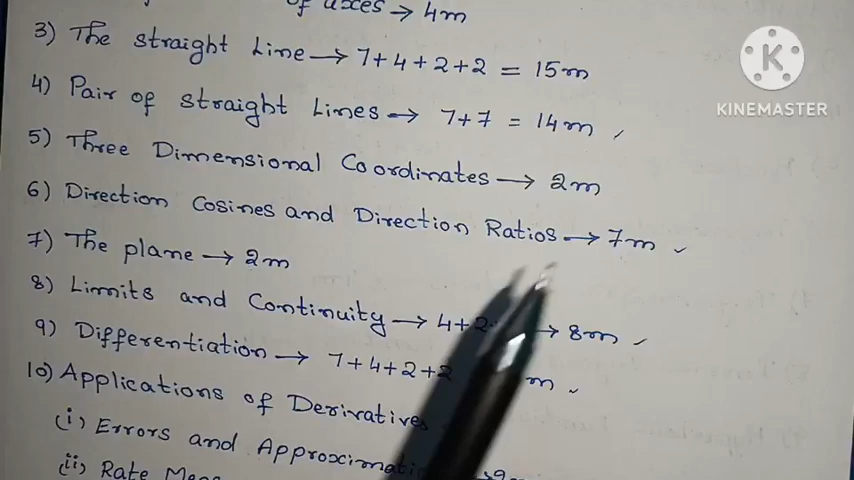 of axes → 4m
3) The straight Line → 7+4+2+2 = 15m
4) Pair of straight Lines → 7+7 = 14m
5) Three Dimensional Coordinates → 2m
6) Direction Cosines and Direction Ratios → 7m
7) The plane → 2m
8) Limits and Continuity → 4+2 → 8m
9) Differentiation → 7+4+2+2 m
10) Applications of Derivatives
(i) Errors and
(ii) Rate
KINEMASTER